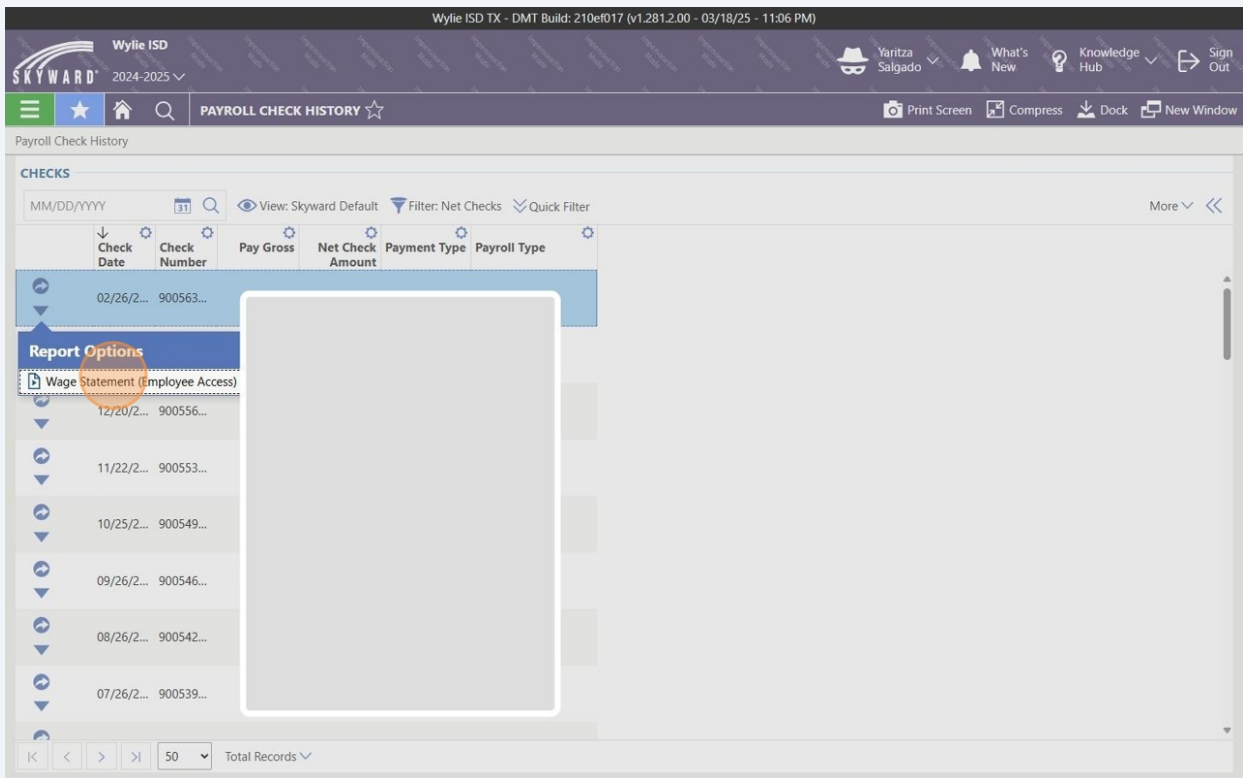 Wylie ISD TX - DMT Build: 210ef017 (v1.281.2.00 - 03/18/25 - 11:06 PM)
SKYWARD
Wylie ISD
2024-2025
Yaritza Salgado
What's New
Knowledge Hub
Sign Out
PAYROLL CHECK HISTORY
Print Screen
Compress
Dock
New Window
Payroll Check History
CHECKS
MM/DD/YYYY
31
View: Skyward Default
Filter: Net Checks
Quick Filter
More
Check Date
Check Number
Pay Gross
Net Check Amount
Payment Type
Payroll Type
02/26/2... 900563...
Report Options
Wage Statement (Employee Access)
12/20/2... 900556...
11/22/2... 900553...
10/25/2... 900549...
09/26/2... 900546...
08/26/2... 900542...
07/26/2... 900539...
50
Total Records